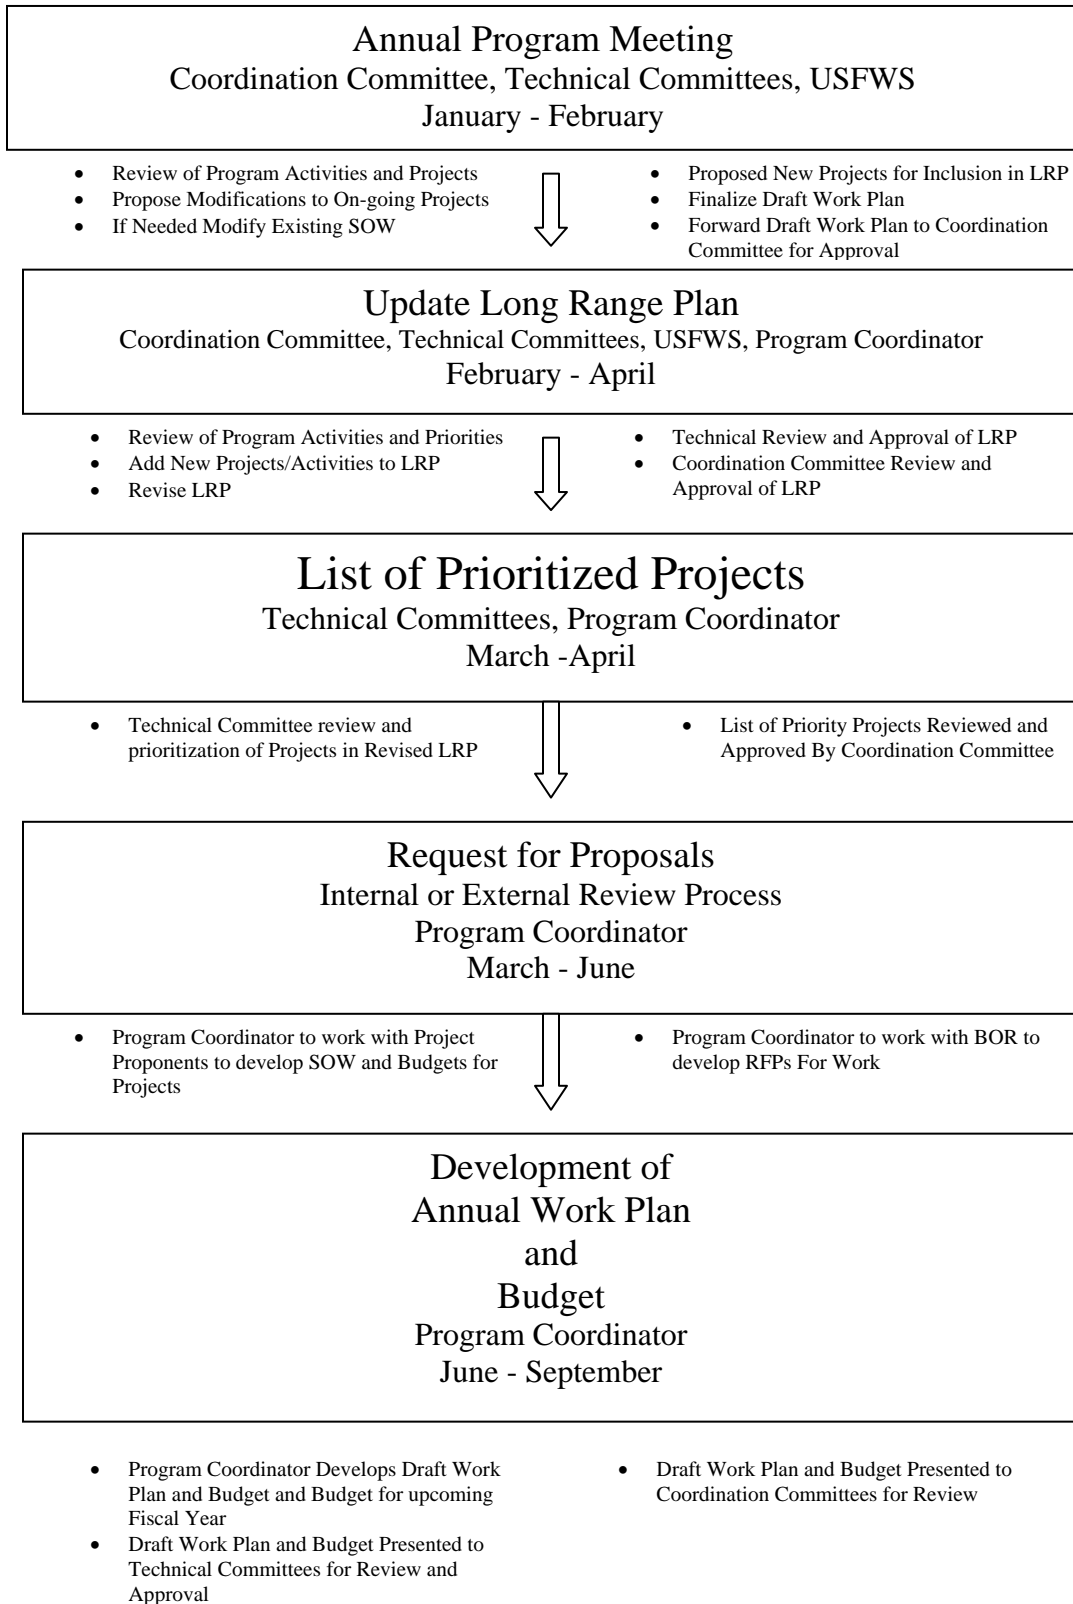 Annual Program Meeting
Coordination Committee, Technical Committees, USFWS
January - February
• Review of Program Activities and Projects
• Propose Modifications to On-going Projects
• If Needed Modify Existing SOW
• Proposed New Projects for Inclusion in LRP
• Finalize Draft Work Plan
• Forward Draft Work Plan to Coordination
Committee for Approval
Update Long Range Plan
Coordination Committee, Technical Committees, USFWS, Program Coordinator
February - April
• Review of Program Activities and Priorities
• Add New Projects/Activities to LRP
• Revise LRP
• Technical Review and Approval of LRP
• Coordination Committee Review and
Approval of LRP
List of Prioritized Projects
Technical Committees, Program Coordinator
March -April
• Technical Committee review and
prioritization of Projects in Revised LRP
• List of Priority Projects Reviewed and
Approved By Coordination Committee
Request for Proposals
Internal or External Review Process
Program Coordinator
March - June
• Program Coordinator to work with Project
Proponents to develop SOW and Budgets for
Projects
• Program Coordinator to work with BOR to
develop RFPs For Work
Development of
Annual Work Plan
and
Budget
Program Coordinator
June - September
• Program Coordinator Develops Draft Work
Plan and Budget and Budget for upcoming
Fiscal Year
• Draft Work Plan and Budget Presented to
Technical Committees for Review and
Approval
• Draft Work Plan and Budget Presented to
Coordination Committees for Review